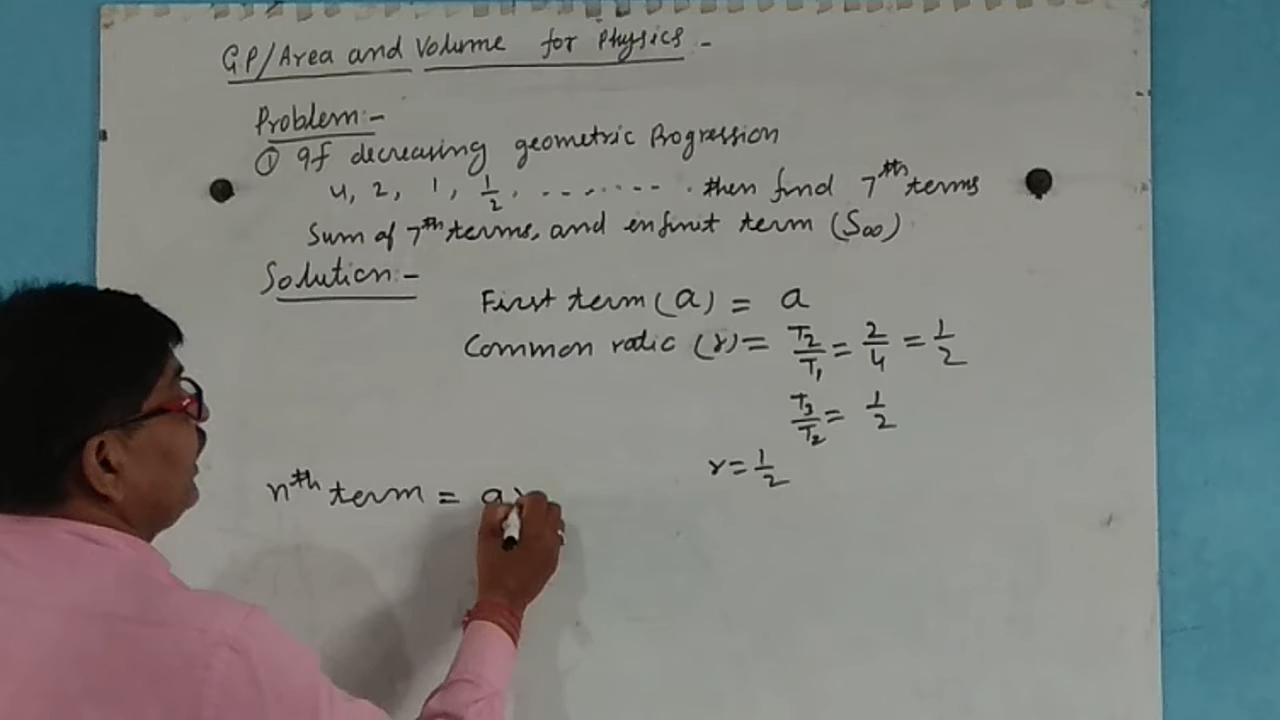 GP/Area and Volume for Physics -
Problem:-
① If decreasing geometric Progression
4, 2, 1, 1/2, ........ then find 7th terms
Sum of 7th terms, and enfinit term (S∞)
Solution:-
First term (a) = a
Common ratio (r) = T2/T1 = 2/4 = 1/2
T3/T2 = 1/2
r = 1/2
nth term = ar